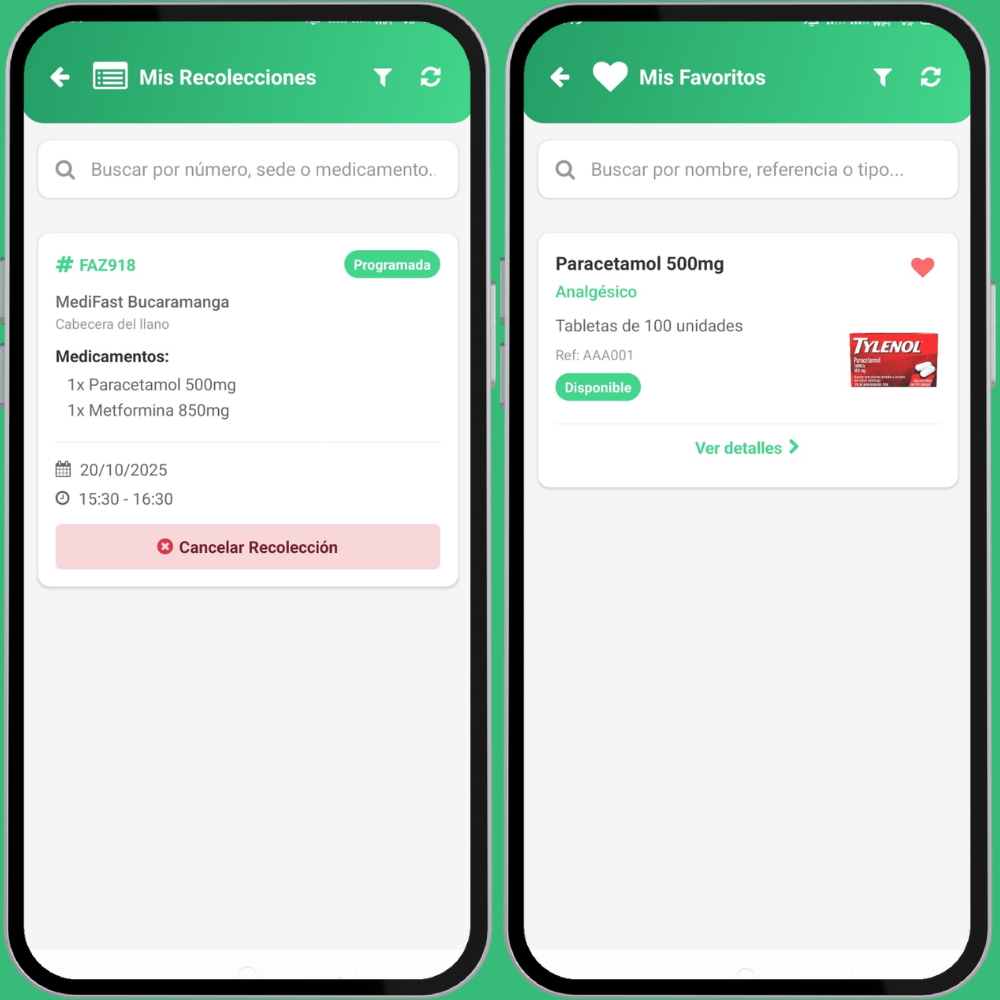 Mis Recolecciones
Buscar por número, sede o medicamento..
# FAZ918
Programada
MediFast Bucaramanga
Cabecera del llano
Medicamentos:
1x Paracetamol 500mg
1x Metformina 850mg
20/10/2025
15:30 - 16:30
Cancelar Recolección
Mis Favoritos
Buscar por nombre, referencia o tipo...
Paracetamol 500mg
Analgésico
Tabletas de 100 unidades
Ref: AAA001
Disponible
TYLENOL
Paracetamol
Ver detalles